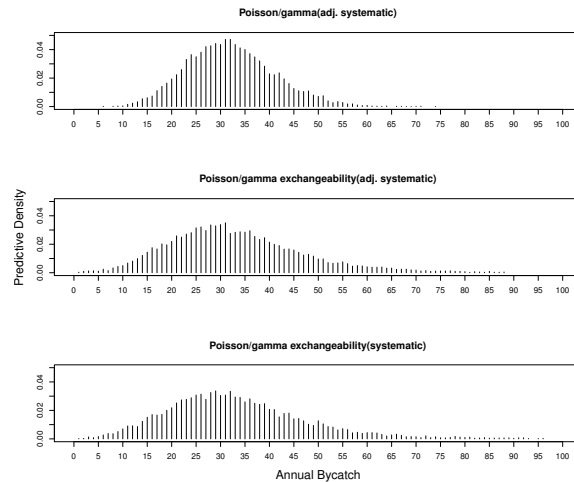 Poisson/gamma(adj. systematic)
0.00 0.02 0.04
0 5 10 15 20 25 30 35 40 45 50 55 60 65 70 75 80 85 90 95 100
Poisson/gamma exchangeability(adj. systematic)
Predictive Density
0.00 0.02 0.04
0 5 10 15 20 25 30 35 40 45 50 55 60 65 70 75 80 85 90 95 100
Poisson/gamma exchangeability(systematic)
0.00 0.02 0.04
0 5 10 15 20 25 30 35 40 45 50 55 60 65 70 75 80 85 90 95 100
Annual Bycatch